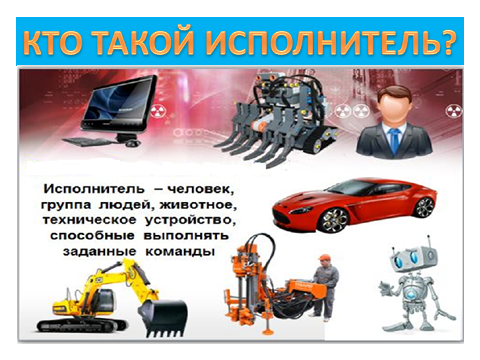 КТО ТАКОЙ ИСПОЛНИТЕЛЬ?
Исполнитель – человек,
группа людей, животное,
техническое устройство,
способные выполнять
заданные команды